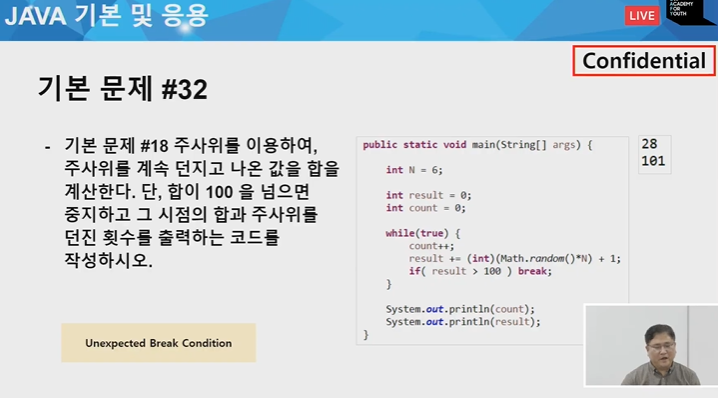 JAVA 기본 및 응용
LIVE
ACADEMY
FOR
YOUTH
Confidential
기본 문제 #32
- 기본 문제 #18 주사위를 이용하여,
주사위를 계속 던지고 나온 값을 합을
계산한다. 단, 합이 100 을 넘으면
중지하고 그 시점의 합과 주사위를
던진 횟수를 출력하는 코드를
작성하시오.
Unexpected Break Condition
public static void main(String[] args) {
int N = 6;
int result = 0;
int count = 0;
while(true) {
count++;
result += (int)(Math.random()*N) + 1;
if( result > 100 ) break;
}
System.out.println(count);
System.out.println(result);
}
28
101